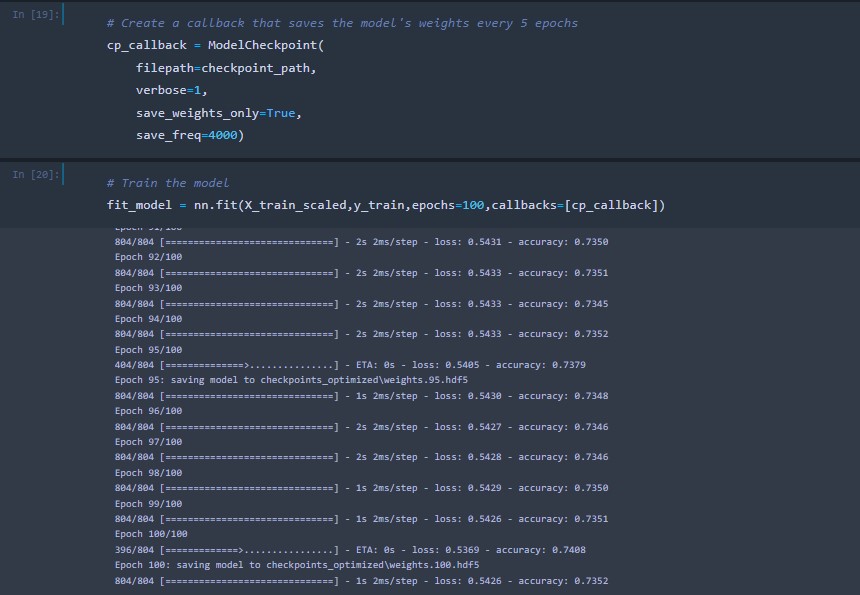 In [19]:
# Create a callback that saves the model's weights every 5 epochs
cp_callback = ModelCheckpoint(
    filepath=checkpoint_path,
    verbose=1,
    save_weights_only=True,
    save_freq=4000)
In [20]:
# Train the model
fit_model = nn.fit(X_train_scaled,y_train,epochs=100,callbacks=[cp_callback])
Epoch 91/100
804/804 [==============================] - 2s 2ms/step - loss: 0.5431 - accuracy: 0.7350
Epoch 92/100
804/804 [==============================] - 2s 2ms/step - loss: 0.5433 - accuracy: 0.7351
Epoch 93/100
804/804 [==============================] - 2s 2ms/step - loss: 0.5433 - accuracy: 0.7345
Epoch 94/100
804/804 [==============================] - 2s 2ms/step - loss: 0.5433 - accuracy: 0.7352
Epoch 95/100
404/804 [==============>...............] - ETA: 0s - loss: 0.5405 - accuracy: 0.7379
Epoch 95: saving model to checkpoints_optimized\weights.95.hdf5
804/804 [==============================] - 1s 2ms/step - loss: 0.5430 - accuracy: 0.7348
Epoch 96/100
804/804 [==============================] - 2s 2ms/step - loss: 0.5427 - accuracy: 0.7346
Epoch 97/100
804/804 [==============================] - 2s 2ms/step - loss: 0.5428 - accuracy: 0.7346
Epoch 98/100
804/804 [==============================] - 1s 2ms/step - loss: 0.5429 - accuracy: 0.7350
Epoch 99/100
804/804 [==============================] - 1s 2ms/step - loss: 0.5426 - accuracy: 0.7351
Epoch 100/100
396/804 [=============>................] - ETA: 0s - loss: 0.5369 - accuracy: 0.7408
Epoch 100: saving model to checkpoints_optimized\weights.100.hdf5
804/804 [==============================] - 1s 2ms/step - loss: 0.5426 - accuracy: 0.7352